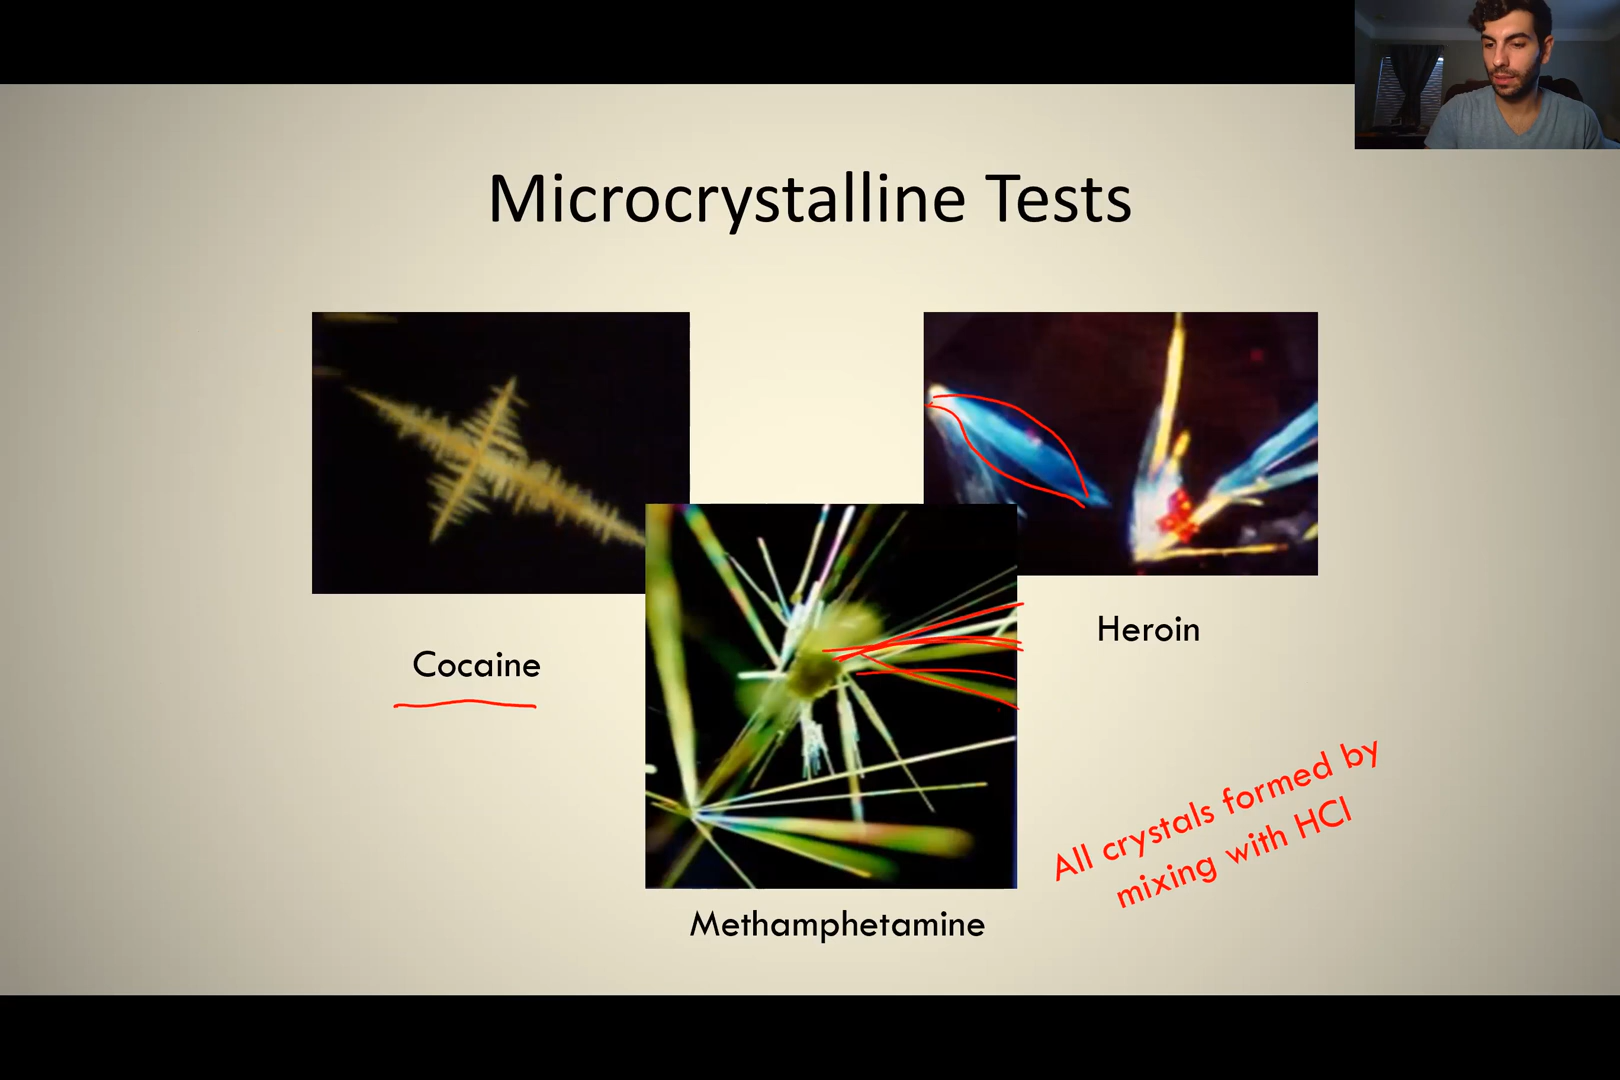 Microcrystalline Tests
Cocaine
Heroin
Methamphetamine
All crystals formed by
mixing with HCl